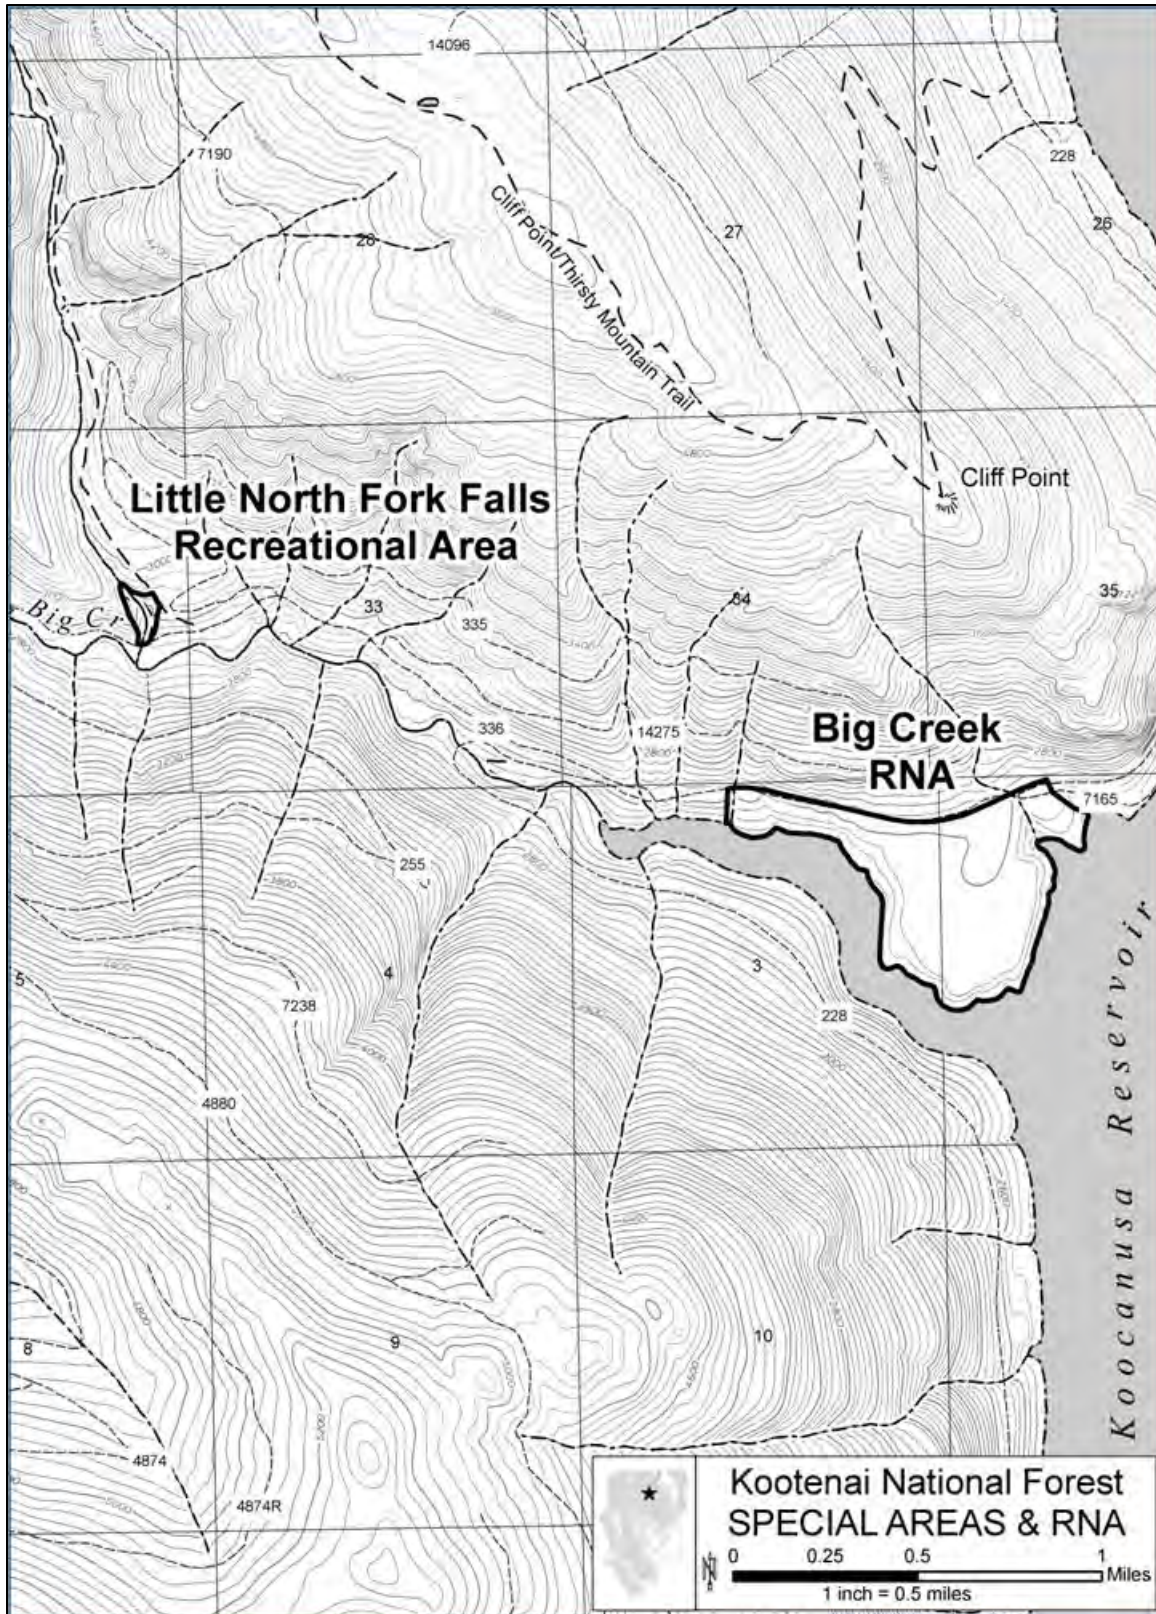 14096
7190
228
28
Cliff Point/Thirsty Mountain Trail
27
26
Cliff Point
Little North Fork Falls
Recreational Area
33
335
34
35
Big Cr
336
14275
2800
Big Creek
RNA
2800
7165
255
5
4
3
7238
228
4880
Koocanusa Reservoir
8
9
10
4874
4874R
Kootenai National Forest
SPECIAL AREAS & RNA
N
0 0.25 0.5 1
Miles
1 inch = 0.5 miles